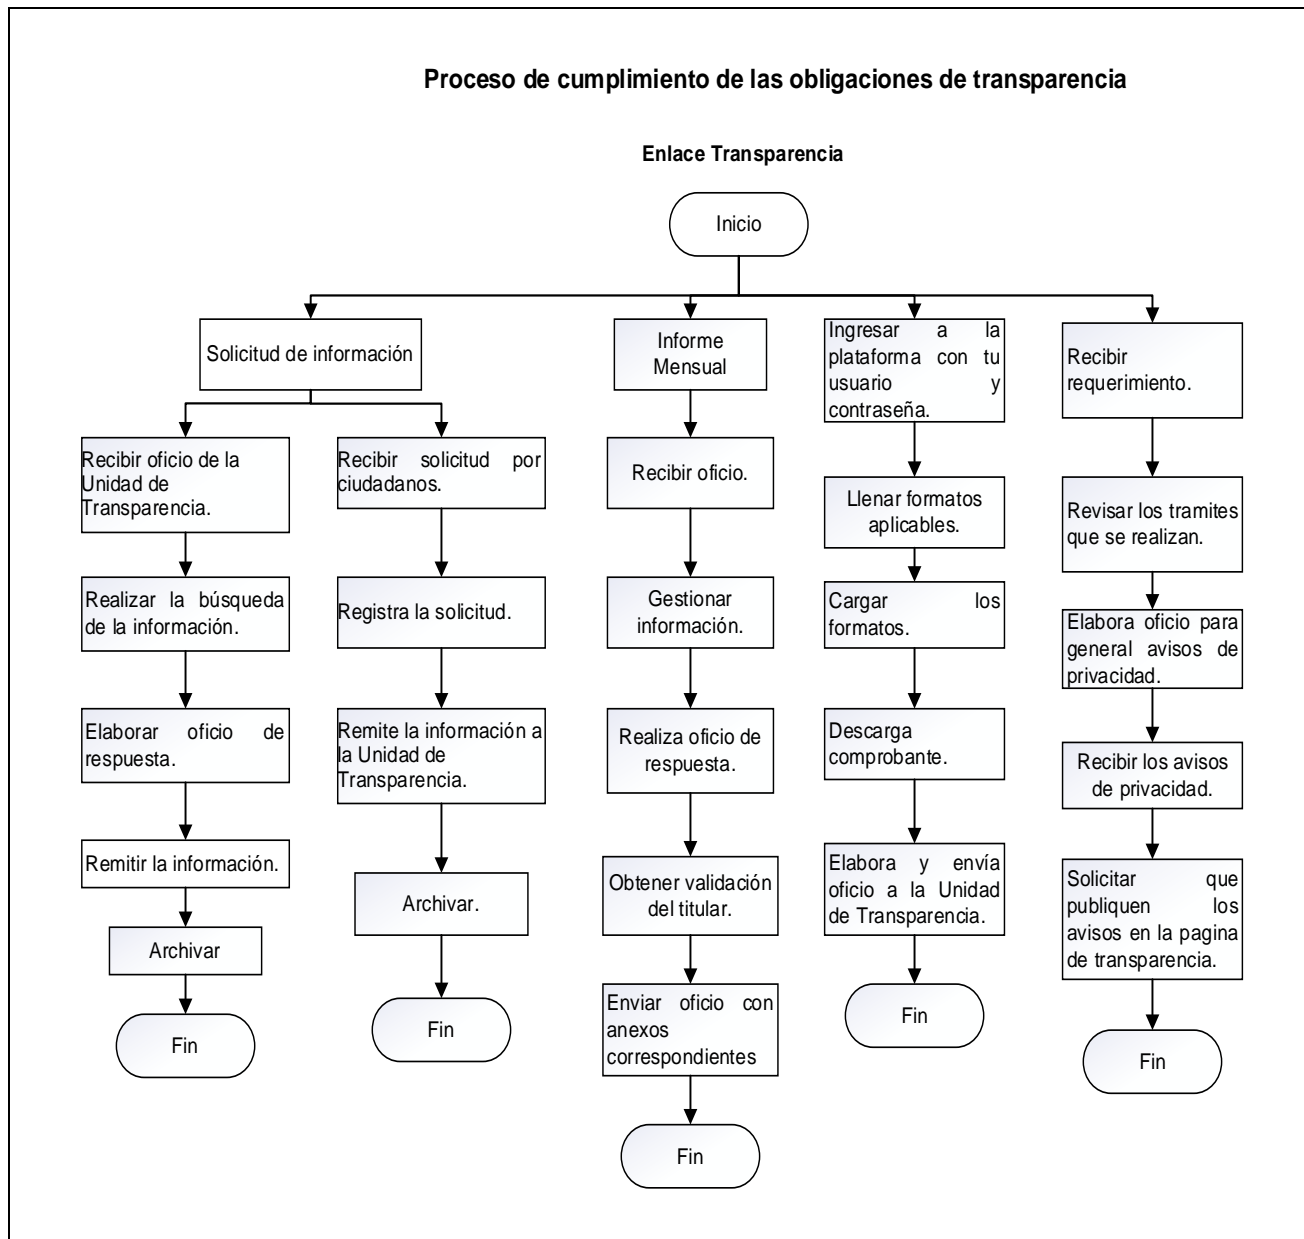 Proceso de cumplimiento de las obligaciones de transparencia
Enlace Transparencia
Inicio
Solicitud de información
Recibir oficio de la
Unidad de
Transparencia.
Realizar la búsqueda
de la información.
Elaborar oficio de
respuesta.
Remitir la información.
Archivar
Fin
Recibir solicitud por
ciudadanos.
Registra la solicitud.
Remite la información a
la Unidad de
Transparencia.
Archivar.
Fin
Informe
Mensual
Recibir oficio.
Gestionar
información.
Realiza oficio de
respuesta.
Obtener validación
del titular.
Enviar oficio con
anexos
correspondientes
Fin
Ingresar a la
plataforma con tu
usuario y
contraseña.
Llenar formatos
aplicables.
Cargar los
formatos.
Descarga
comprobante.
Elabora y envía
oficio a la Unidad
de Transparencia.
Fin
Recibir
requerimiento.
Revisar los tramites
que se realizan.
Elabora oficio para
general avisos de
privacidad.
Recibir los avisos
de privacidad.
Solicitar que
publiquen los
avisos en la pagina
de transparencia.
Fin